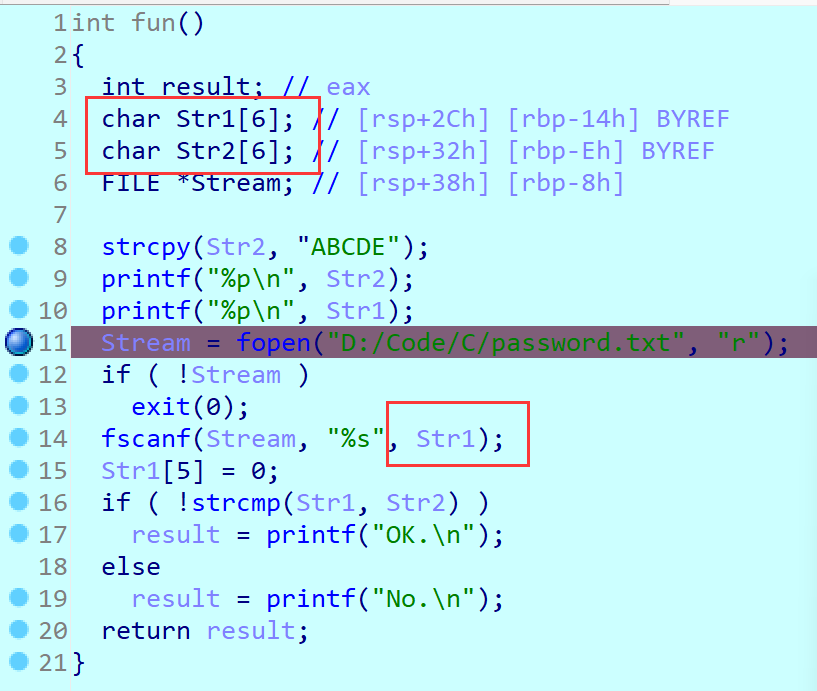 1 int fun()
2 {
3   int result; // eax
4   char Str1[6]; // [rsp+2Ch] [rbp-14h] BYREF
5   char Str2[6]; // [rsp+32h] [rbp-Eh] BYREF
6   FILE *Stream; // [rsp+38h] [rbp-8h]
7
8   strcpy(Str2, "ABCDE");
9   printf("%p\n", Str2);
10   printf("%p\n", Str1);
11   Stream = fopen("D:/Code/C/password.txt", "r");
12   if ( !Stream )
13     exit(0);
14   fscanf(Stream, "%s", Str1);
15   Str1[5] = 0;
16   if ( !strcmp(Str1, Str2) )
17     result = printf("OK.\n");
18   else
19     result = printf("No.\n");
20   return result;
21 }